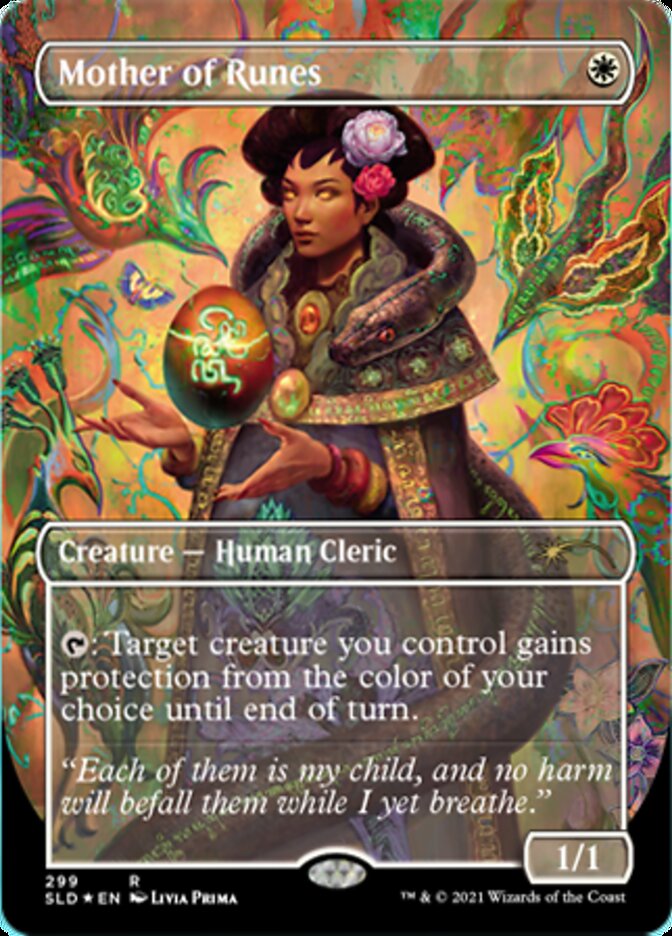 Mother of Runes
Creature — Human Cleric
: Target creature you control gains
protection from the color of your
choice until end of turn.
“Each of them is my child, and no harm
will befall them while I yet breathe.”
1/1
299 R
SLD ★ EN Livia Prima
™ & © 2021 Wizards of the Coast